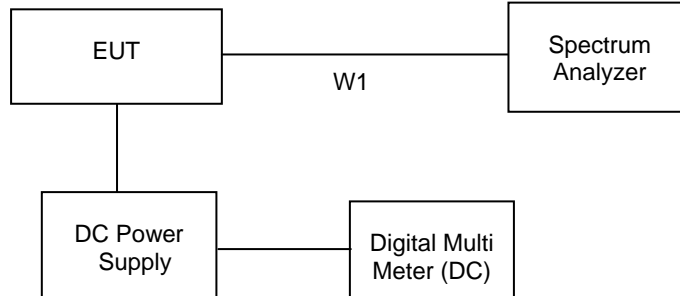 EUT
Spectrum
Analyzer
W1
DC Power
Supply
Digital Multi
Meter (DC)